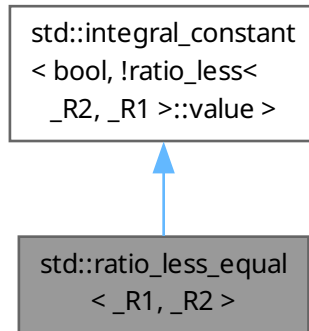 std::integral_constant
< bool, !ratio_less<
_R2, _R1 >::value >
std::ratio_less_equal
< _R1, _R2 >